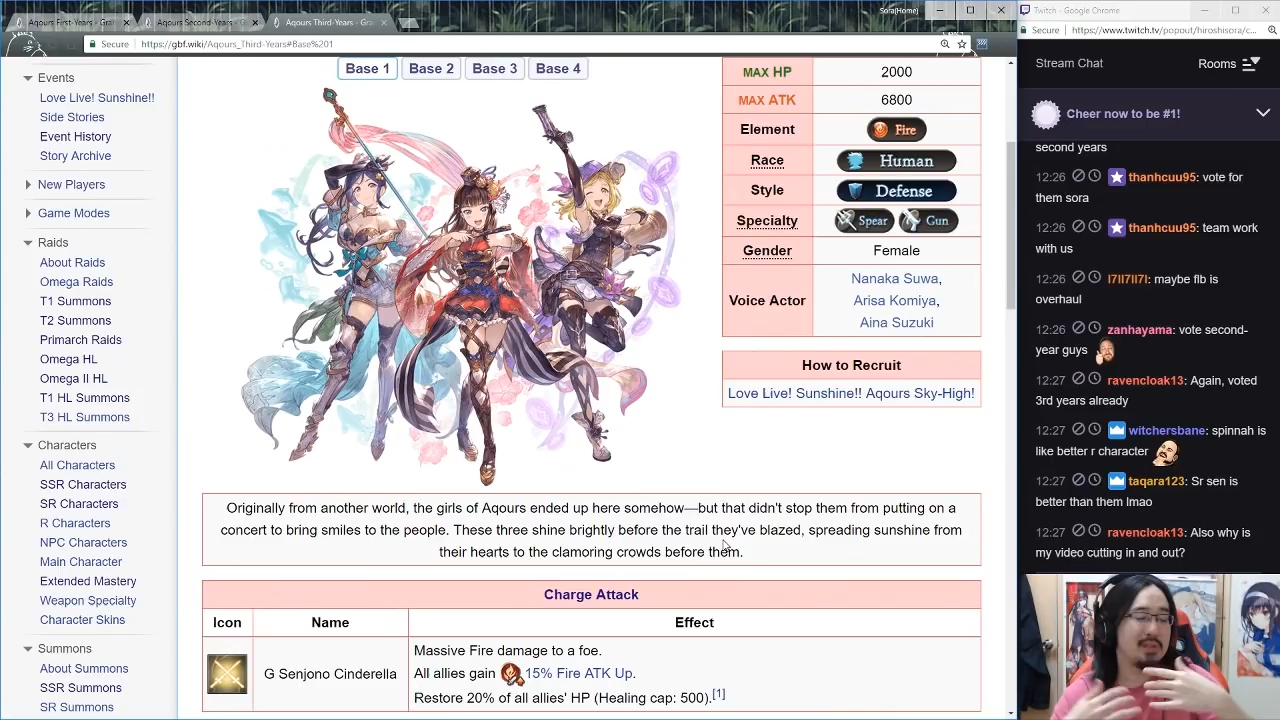 Aqours First-Years - Gra
Aqours Second-Years - G
Aqours Third-Years - Gra
Sora(Home)
Twitch - Google Chrome
Secure
https://gbf.wiki/Aqours_Third-Years#Base%201
Secure
https://www.twitch.tv/popout/hiroshisora/c...
Events
Love Live! Sunshine!!
Side Stories
Event History
Story Archive
New Players
Game Modes
Raids
About Raids
Omega Raids
T1 Summons
T2 Summons
Primarch Raids
Omega HL
Omega II HL
T1 HL Summons
T3 HL Summons
Characters
All Characters
SSR Characters
SR Characters
R Characters
NPC Characters
Main Character
Extended Mastery
Weapon Specialty
Character Skins
Summons
About Summons
SSR Summons
SR Summons
Base 1
Base 2
Base 3
Base 4
MAX HP
2000
MAX ATK
6800
Element
Fire
Race
Human
Style
Defense
Specialty
Spear
Gun
Gender
Female
Voice Actor
Nanaka Suwa,
Arisa Komiya,
Aina Suzuki
How to Recruit
Love Live! Sunshine!! Aqours Sky-High!
Originally from another world, the girls of Aqours ended up here somehow—but that didn't stop them from putting on a
concert to bring smiles to the people. These three shine brightly before the trail they've blazed, spreading sunshine from
their hearts to the clamoring crowds before them.
Charge Attack
Icon
Name
Effect
G Senjono Cinderella
Massive Fire damage to a foe.
All allies gain 15% Fire ATK Up.
Restore 20% of all allies' HP (Healing cap: 500).[1]
Stream Chat
Rooms
Cheer now to be #1!
second years
12:26 thanhcuu95: vote for
them sora
12:26 thanhcuu95: team work
with us
12:26 l7ll7ll7l: maybe flb is
overhaul
12:26 zanhayama: vote second-
year guys
12:27 ravencloak13: Again, voted
3rd years already
12:27 witchersbane: spinnah is
like better r character
12:27 taqara123: Sr sen is
better than them lmao
12:27 ravencloak13: Also why is
my video cutting in and out?